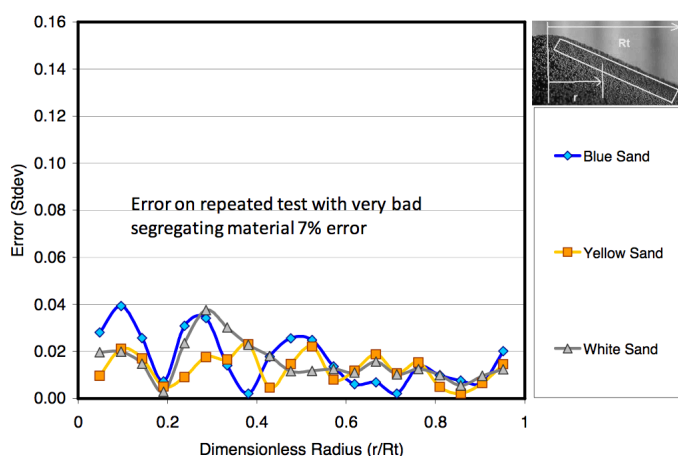 0.16
0.14
0.12
0.10
0.08
0.06
0.04
0.02
0.00
Error (Stdev)
Error on repeated test with very bad
segregating material 7% error
0
0.2
0.4
0.6
0.8
1
Dimensionless Radius (r/Rt)
Rt
r
Blue Sand
Yellow Sand
White Sand